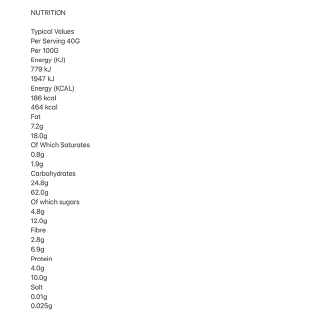 NUTRITION
Typical Values
Per Serving 40G
Per 100G
Energy (KJ)
779 kJ
1947 kJ
Energy (KCAL)
186 kcal
464 kcal
Fat
7.2g
18.0g
Of Which Saturates
0.8g
1.9g
Carbohydrates
24.8g
62.0g
Of which sugars
4.8g
12.0g
Fibre
2.8g
6.9g
Protein
4.0g
10.0g
Salt
0.01g
0.025g